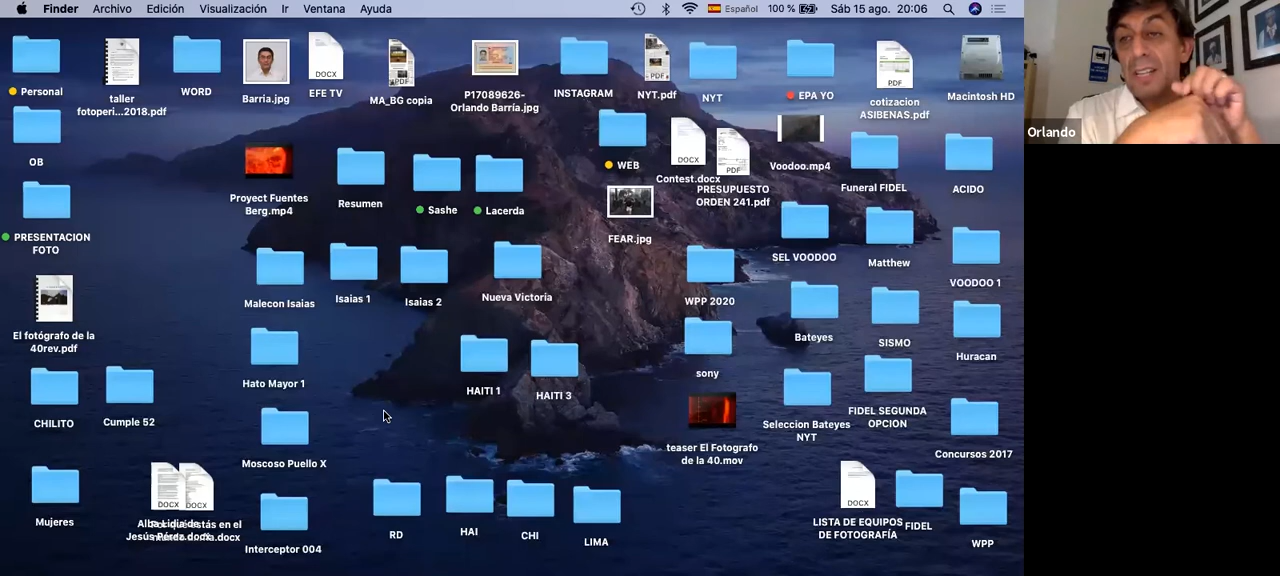 Finder Archivo Edición Visualización Ir Ventana Ayuda Español 100 % Sáb 15 ago. 20:06
Personal
taller
fotoperi...2018.pdf
WORD
Barria.jpg
DOCX
EFE TV
PDF
MA_BG copia
P17089626-
Orlando Barría.jpg
INSTAGRAM
PDF
NYT.pdf
NYT
EPA YO
cotizacion
ASIBENAS.pdf
Macintosh HD
Orlando
OB
Proyect Fuentes
Berg.mp4
Resumen
Sashe
Lacerda
WEB
DOCX
Contest.docx
PDF
PRESUPUESTO
ORDEN 241.pdf
Voodoo.mp4
Funeral FIDEL
ACIDO
PRESENTACION
FOTO
FEAR.jpg
SEL VOODOO
Matthew
VOODOO 1
Malecon Isaias
Isaias 1
Isaias 2
Nueva Victoria
WPP 2020
Bateyes
SISMO
Huracan
El fotógrafo de la
40rev.pdf
Hato Mayor 1
HAITI 1
HAITI 3
sony
CHILITO
Cumple 52
Seleccion Bateyes
NYT
FIDEL SEGUNDA
OPCION
Concursos 2017
teaser El Fotografo
de la 40.mov
Moscoso Puello X
Mujeres
DOCX
DOCX
Jesús Pérez.docx
Interceptor 004
RD
HAI
CHI
LIMA
DOCX
LISTA DE EQUIPOS
DE FOTOGRAFÍA
FIDEL
WPP